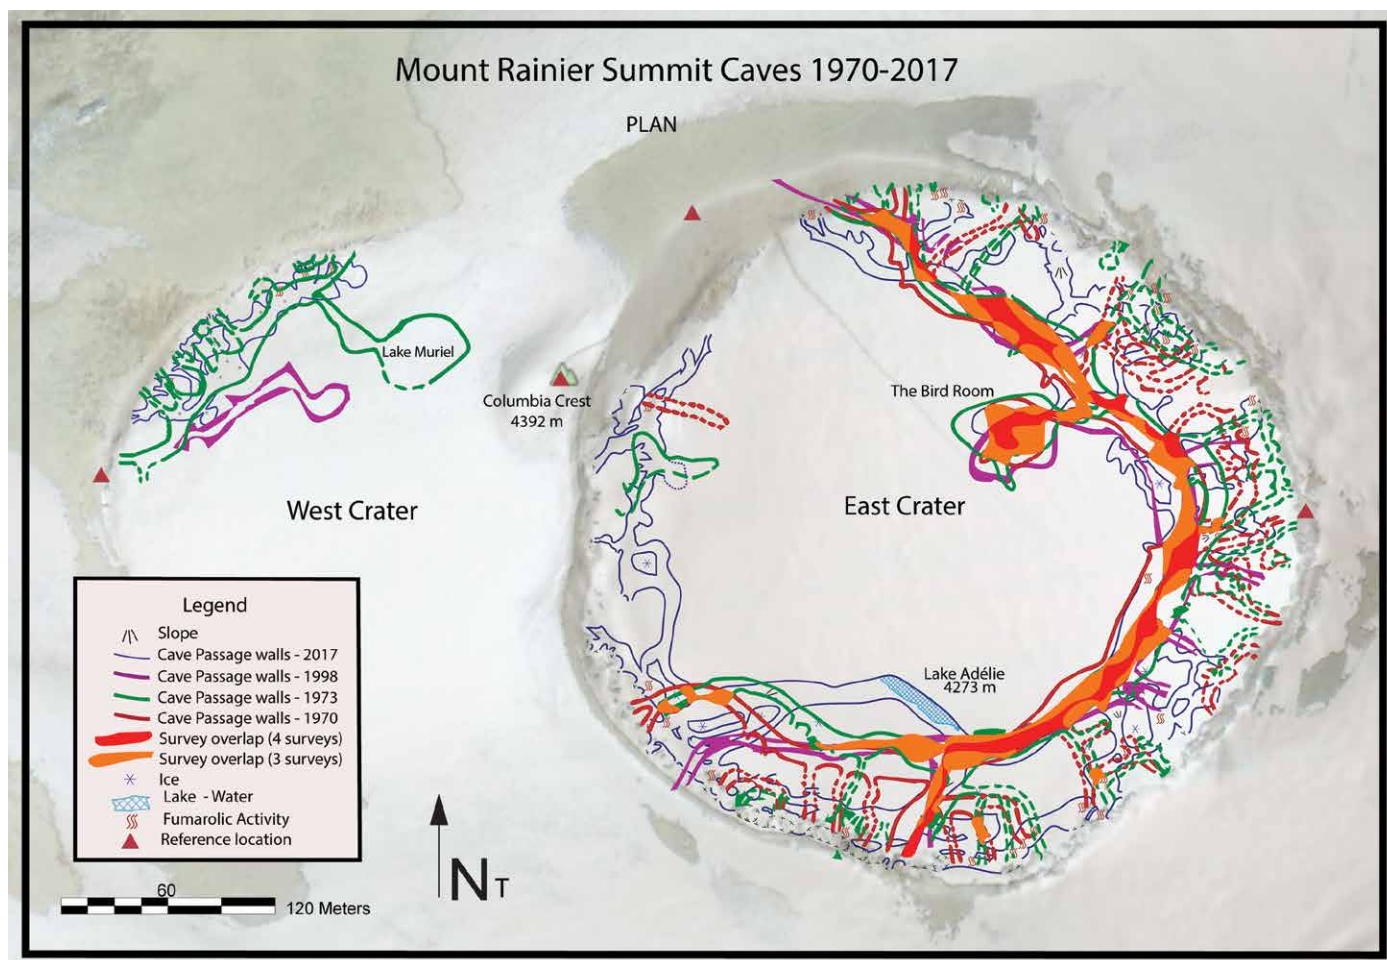 Mount Rainier Summit Caves 1970-2017
PLAN
Lake Muriel
Columbia Crest
4392 m
The Bird Room
West Crater
East Crater
Lake Adélie
4273 m
Legend
Slope
Cave Passage walls - 2017
Cave Passage walls - 1998
Cave Passage walls - 1973
Cave Passage walls - 1970
Survey overlap (4 surveys)
Survey overlap (3 surveys)
Ice
Lake - Water
Fumarolic Activity
Reference location
60
120 Meters
NT